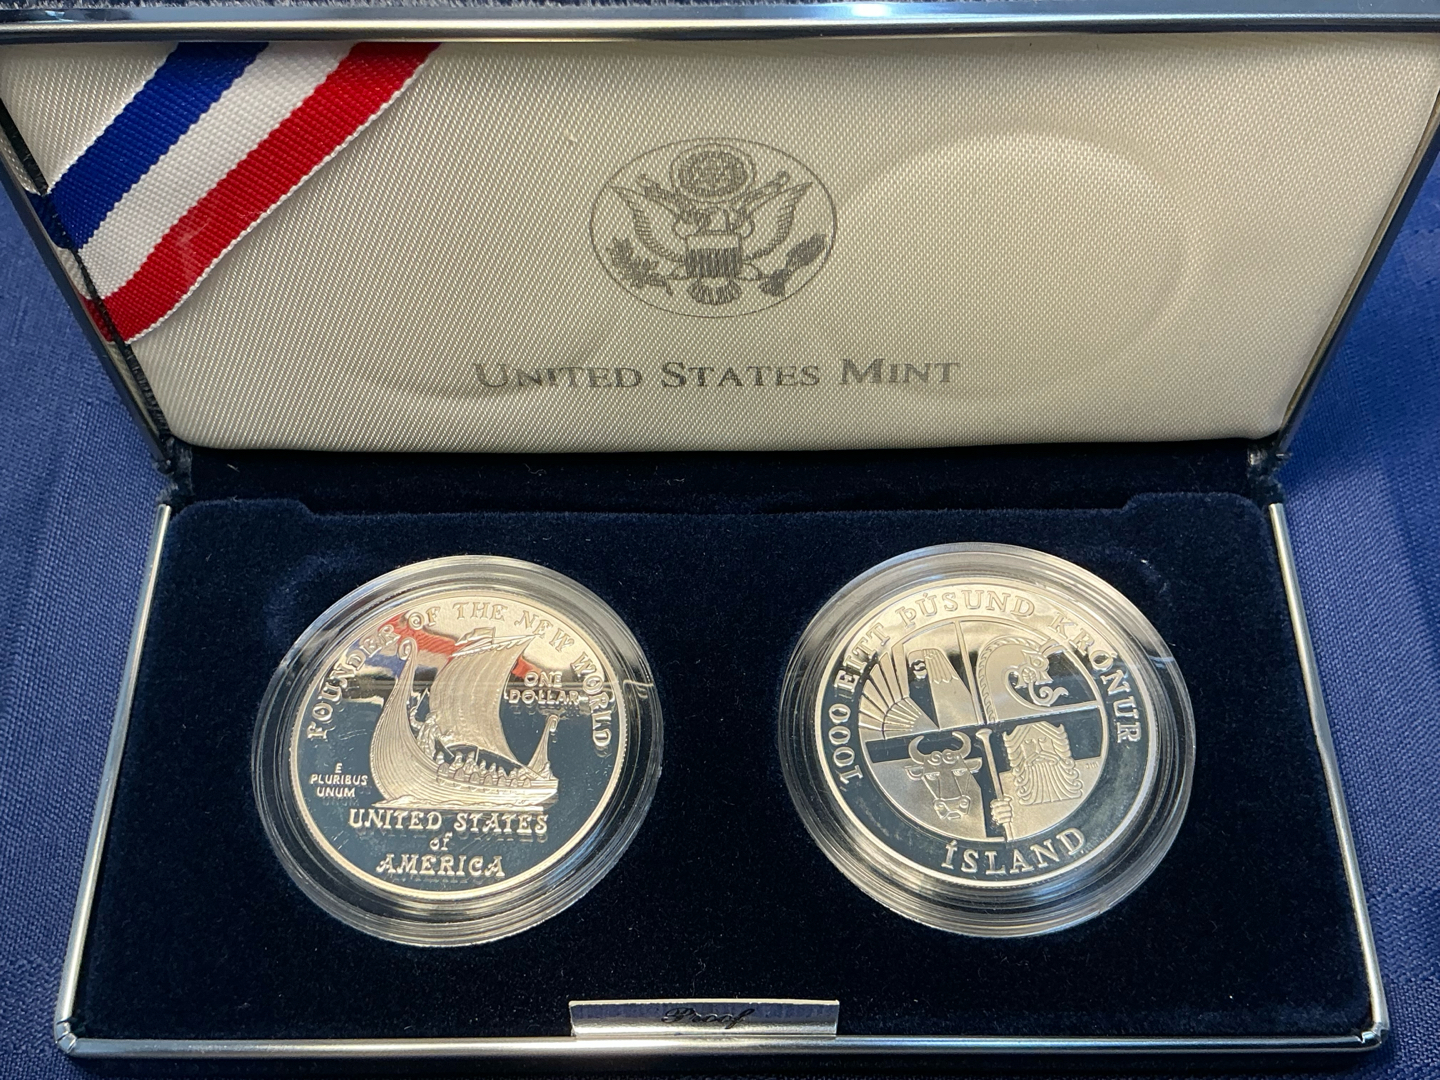 UNITED STATES MINT
FOUNDER OF THE NEW WORLD
ONE
DOLLAR
E
PLURIBUS
UNUM
UNITED STATES
of
AMERICA
1000 EITT ÞÚSUND KRÓNUR
ÍSLAND
Proof